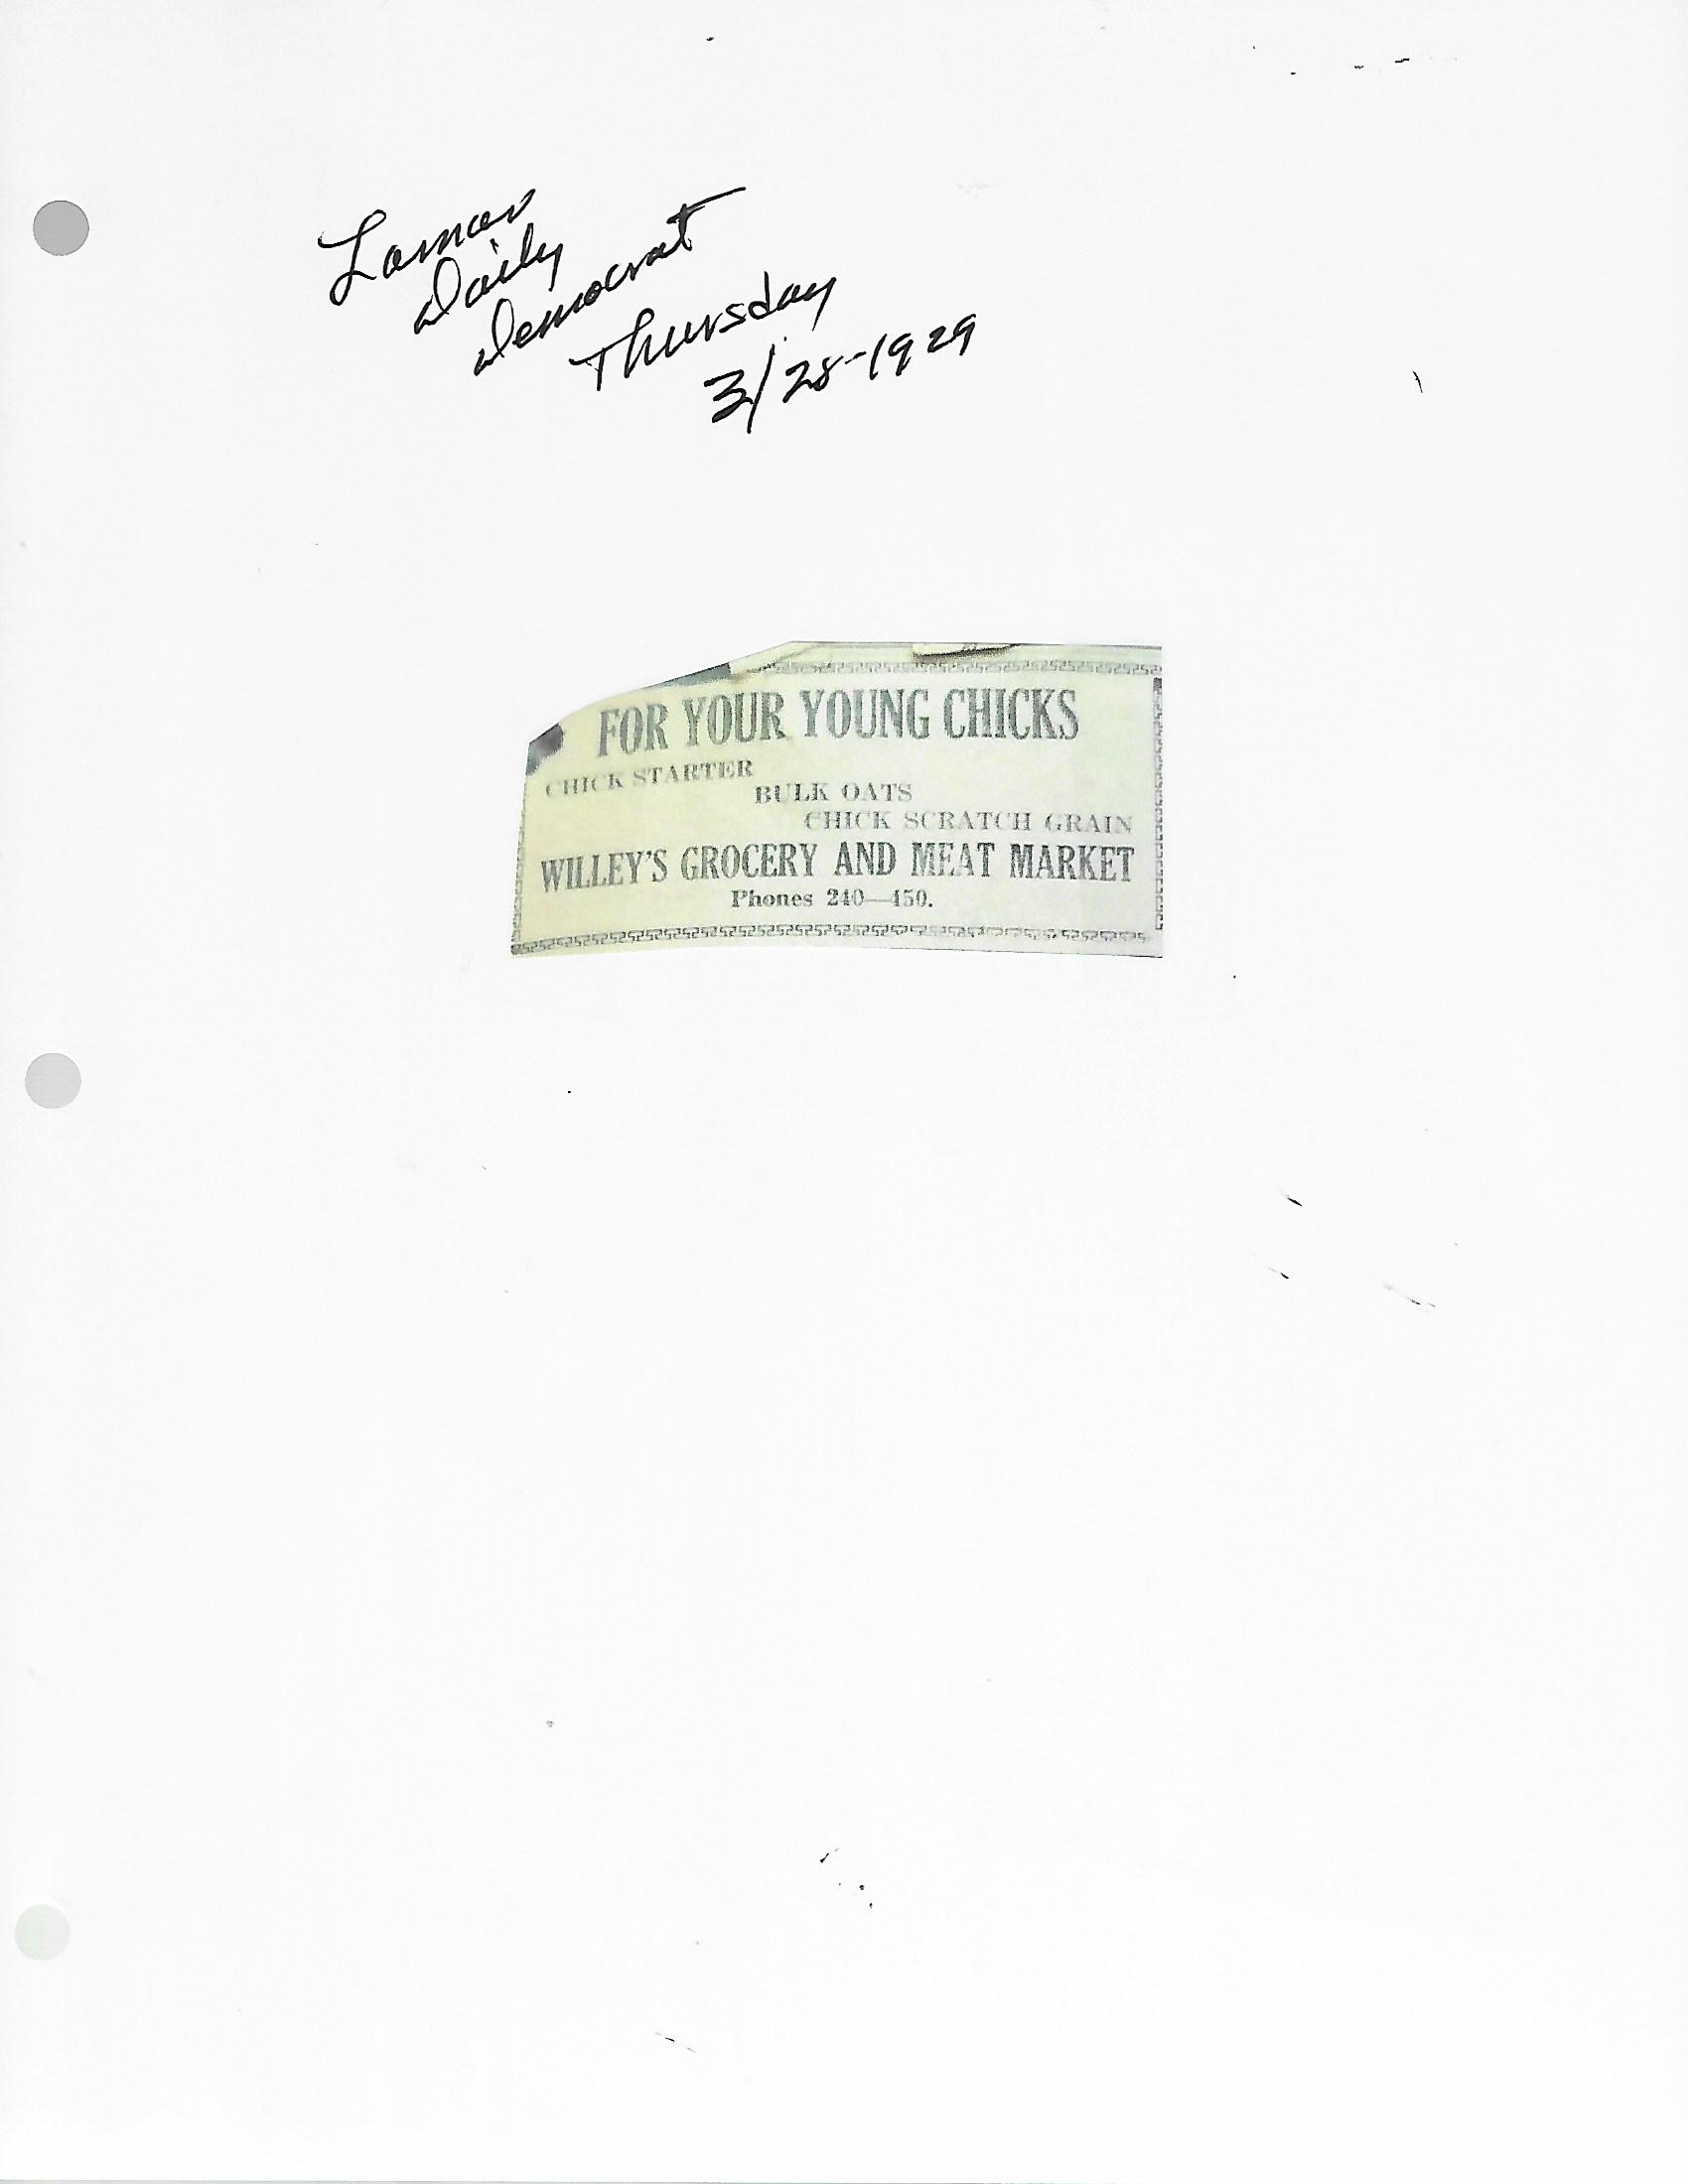 Lamar
Daily
Democrat
Thursday
3/28-1929
FOR YOUR YOUNG CHICKS
CHICK STARTER
BULK OATS
CHICK SCRATCH GRAIN
WILLEY'S GROCERY AND MEAT MARKET
Phones 240—450.